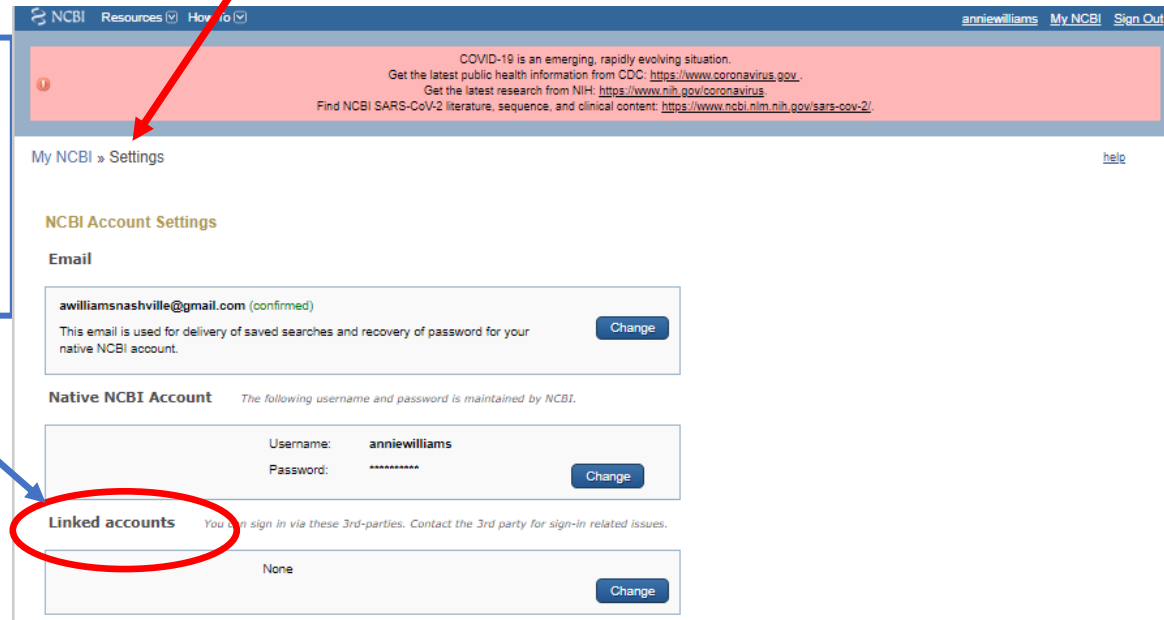 NCBI Resources How To anniewilliams My NCBI Sign Out
COVID-19 is an emerging, rapidly evolving situation.
Get the latest public health information from CDC: https://www.coronavirus.gov .
Get the latest research from NIH: https://www.nih.gov/coronavirus.
Find NCBI SARS-CoV-2 literature, sequence, and clinical content: https://www.ncbi.nlm.nih.gov/sars-cov-2/.
My NCBI » Settings help
NCBI Account Settings
Email
awilliamsnashville@gmail.com (confirmed)
This email is used for delivery of saved searches and recovery of password for your
native NCBI account.
Change
Native NCBI Account The following username and password is maintained by NCBI.
Username: anniewilliams
Password: **********
Change
Linked accounts You can sign in via these 3rd-parties. Contact the 3rd party for sign-in related issues.
None
Change